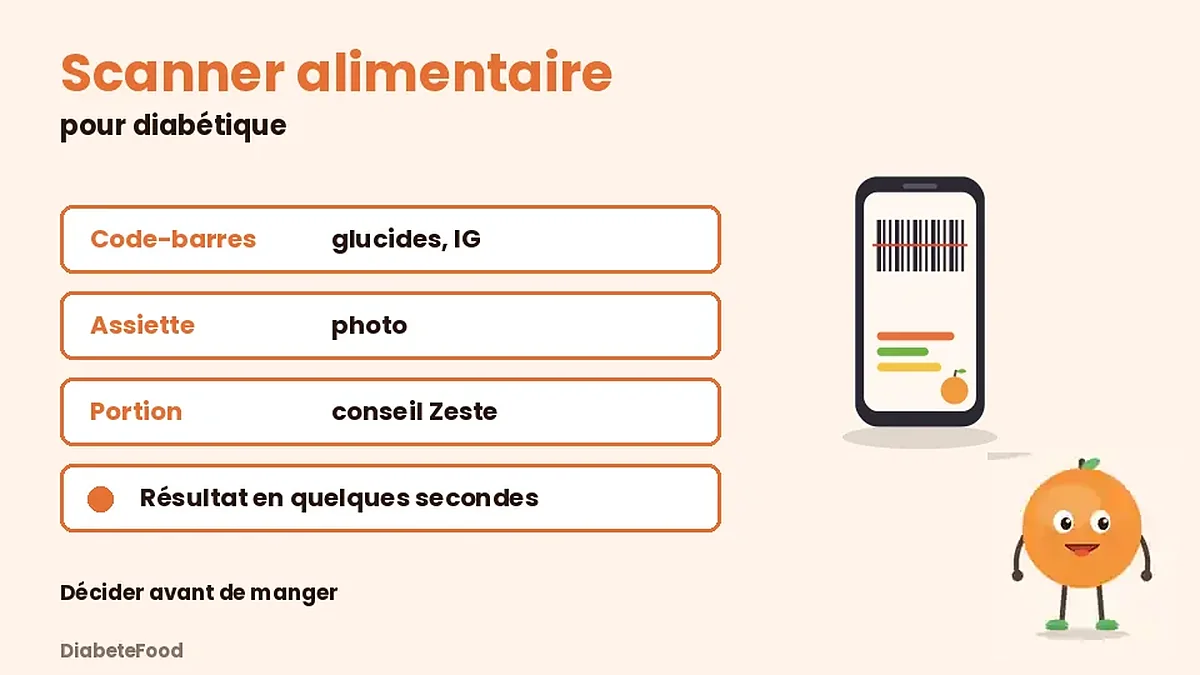 Scanner alimentaire
pour diabétique
Code-barres glucides, IG
Assiette photo
Portion conseil Zeste
Résultat en quelques secondes
Décider avant de manger
DiabeteFood